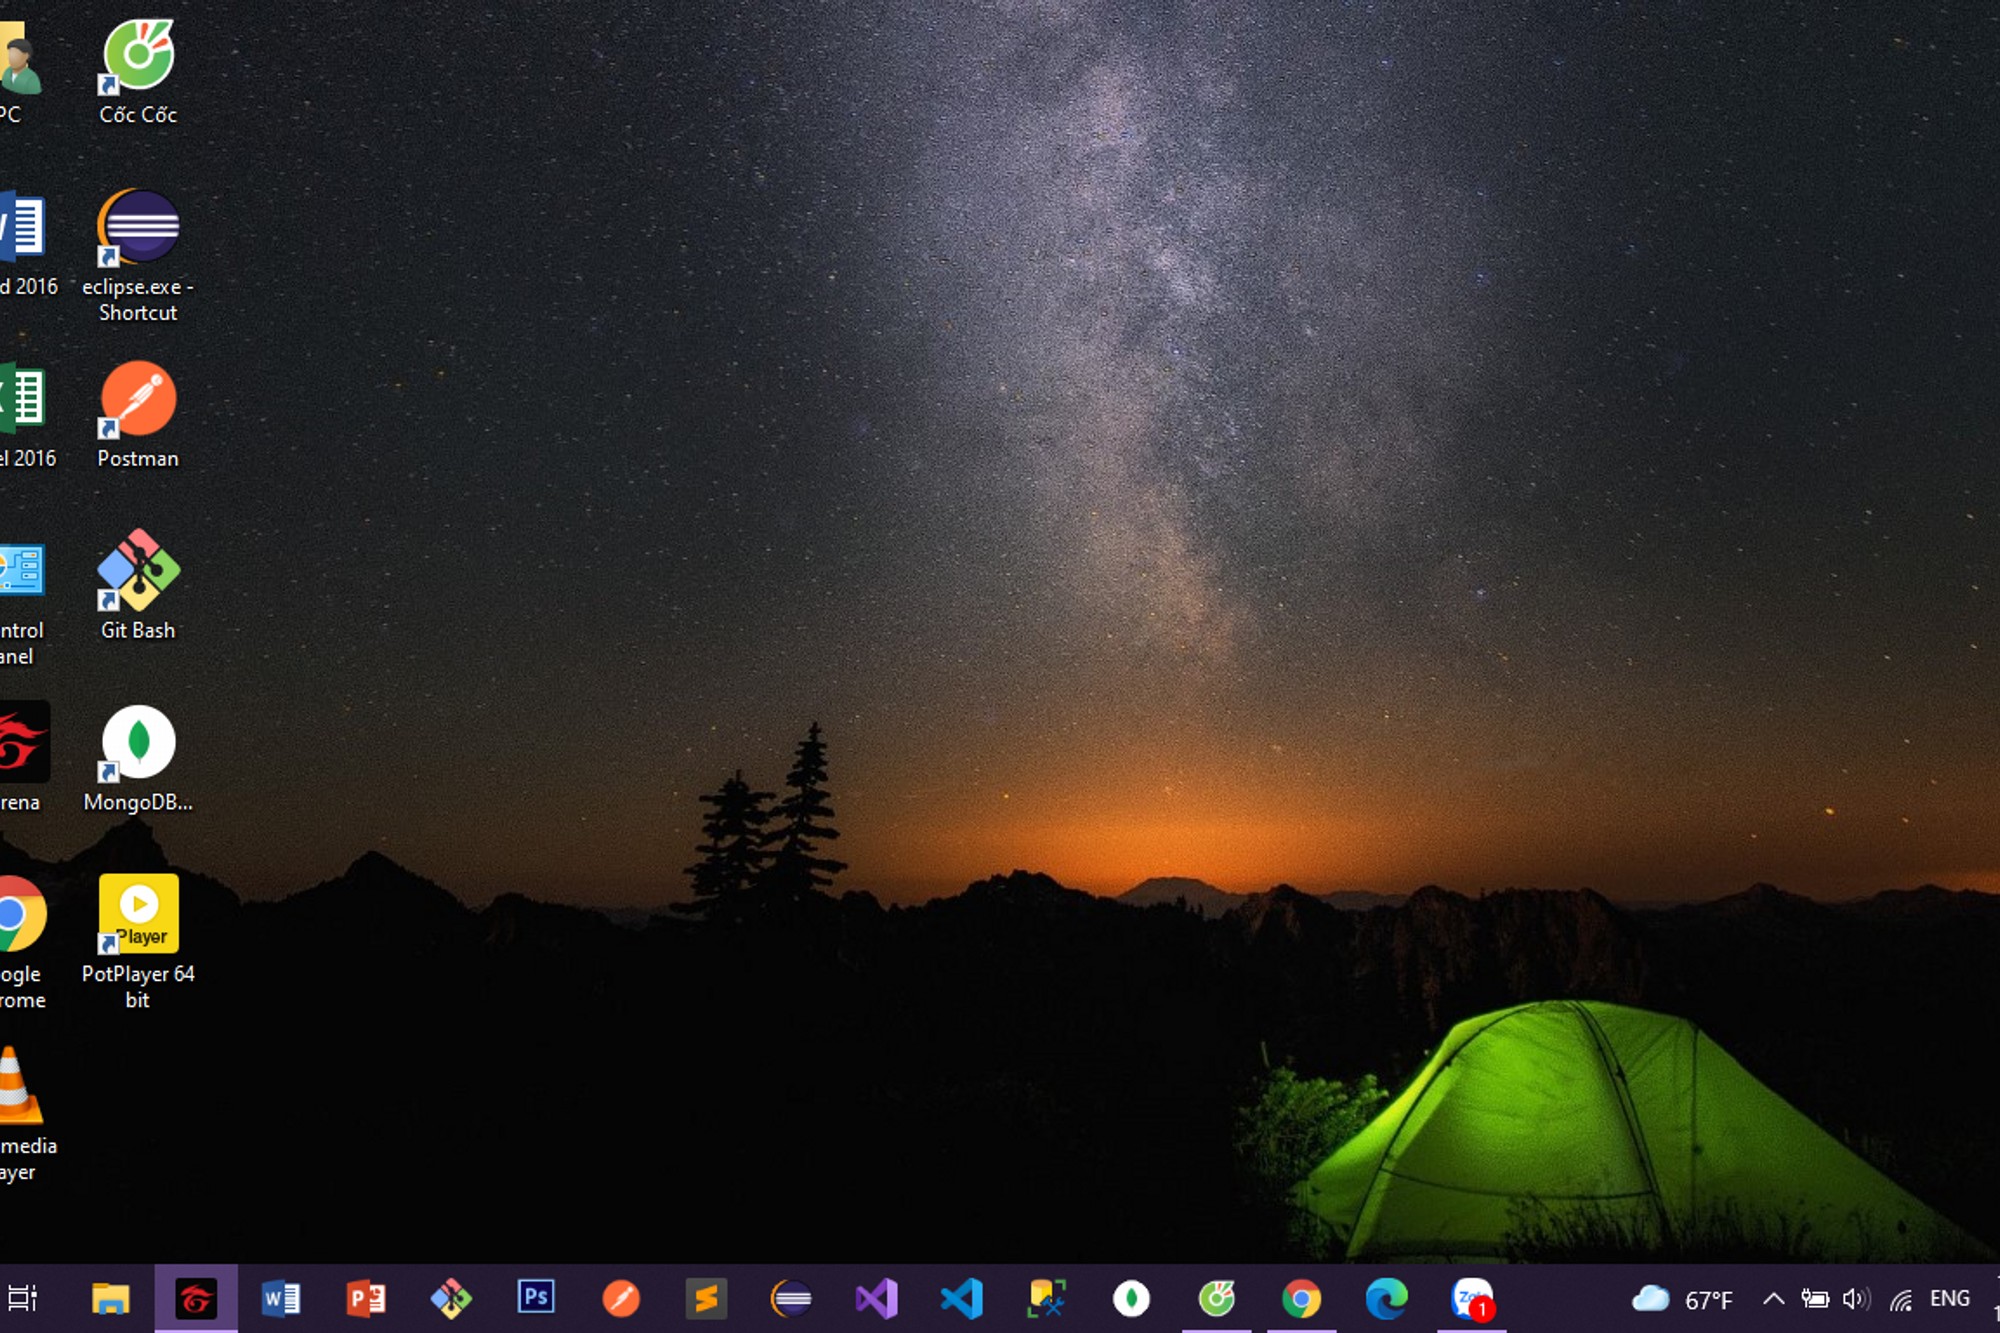 PC
Cốc Cốc
d 2016
eclipse.exe -
Shortcut
el 2016
Postman
ntrol
anel
Git Bash
rena
MongoDB...
ogle
rome
Player
PotPlayer 64
bit
media
ayer
W
P
Ps
Zalo
1
67°F
ENG